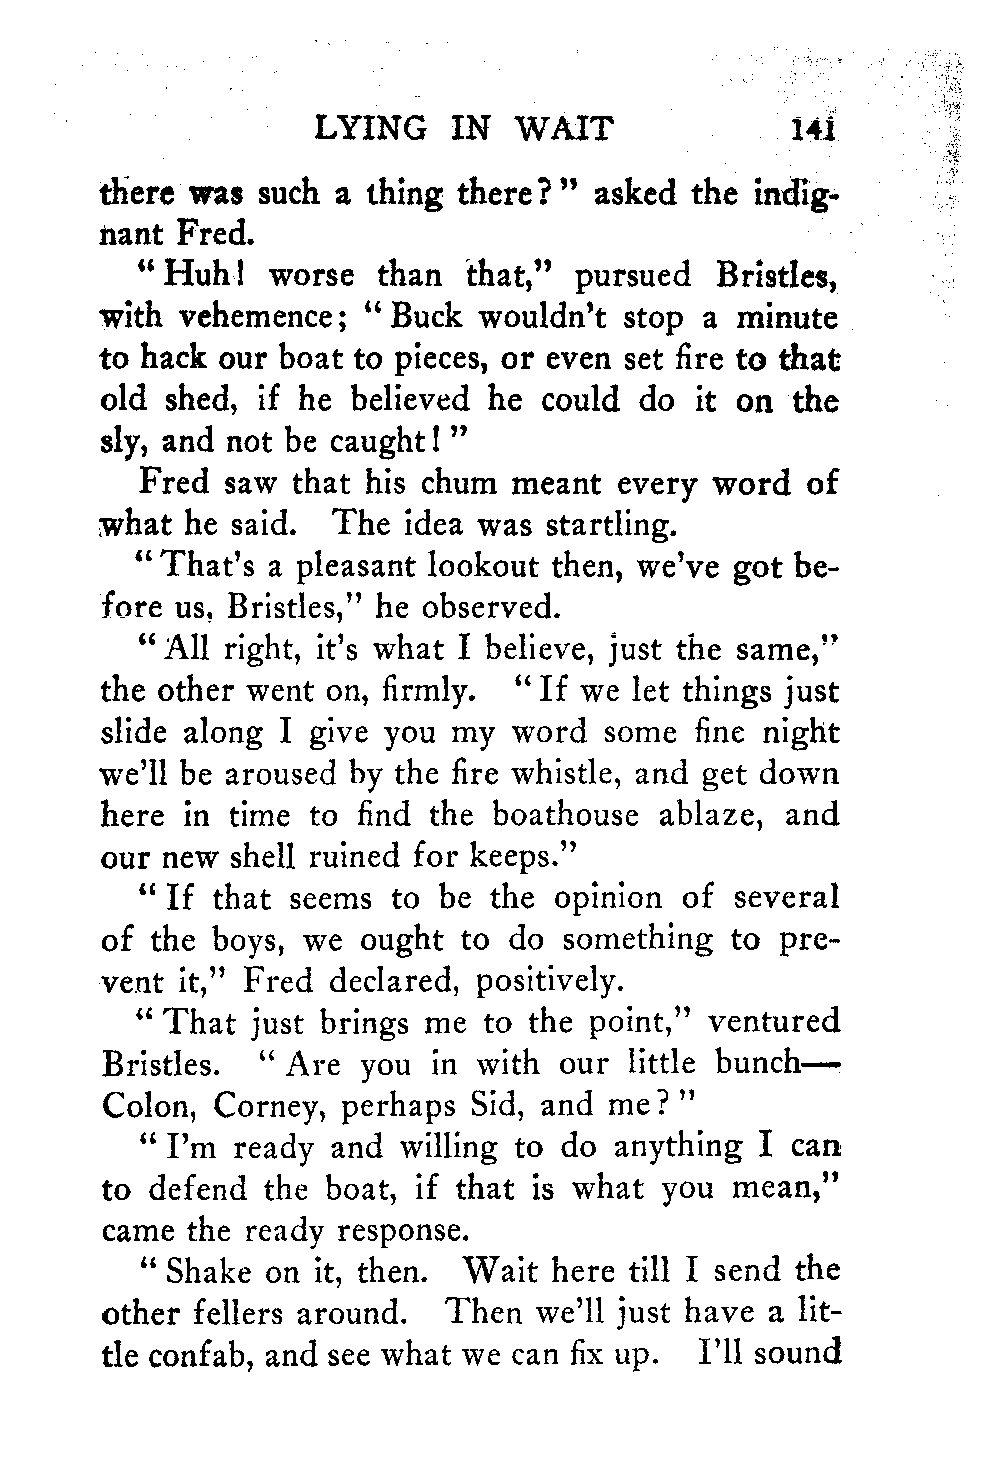 LYING IN WAIT 141
there was such a thing there?" asked the indig-
nant Fred.
"Huh! worse than that," pursued Bristles,
with vehemence; "Buck wouldn't stop a minute
to hack our boat to pieces, or even set fire to that
old shed, if he believed he could do it on the
sly, and not be caught!"
Fred saw that his chum meant every word of
what he said. The idea was startling.
"That's a pleasant lookout then, we've got be-
fore us, Bristles," he observed.
"All right, it's what I believe, just the same,"
the other went on, firmly. "If we let things just
slide along I give you my word some fine night
we'll be aroused by the fire whistle, and get down
here in time to find the boathouse ablaze, and
our new shell ruined for keeps."
"If that seems to be the opinion of several
of the boys, we ought to do something to pre-
vent it," Fred declared, positively.
"That just brings me to the point," ventured
Bristles. "Are you in with our little bunch—
Colon, Corney, perhaps Sid, and me?"
"I'm ready and willing to do anything I can
to defend the boat, if that is what you mean,"
came the ready response.
"Shake on it, then. Wait here till I send the
other fellers around. Then we'll just have a lit-
tle confab, and see what we can fix up. I'll sound